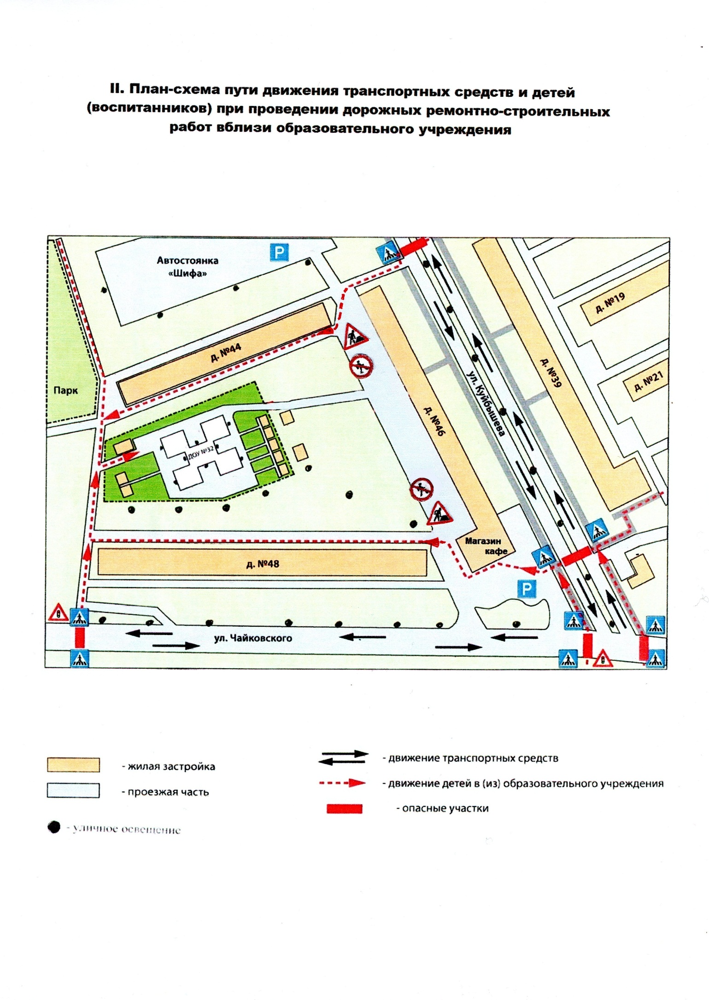 II. План-схема пути движения транспортных средств и детей
(воспитанников) при проведении дорожных ремонтно-строительных
работ вблизи образовательного учреждения
Автостоянка
«Шифа»
P
д. №19
д. №44
Парк
ул. Куйбышева
д. №39
д. №21
д. №46
ДОУ №32
Магазин
кафе
д. №48
P
ул. Чайковского
- жилая застройка
- проезжая часть
- уличное освещение
- движение транспортных средств
- движение детей в (из) образовательного учреждения
- опасные участки